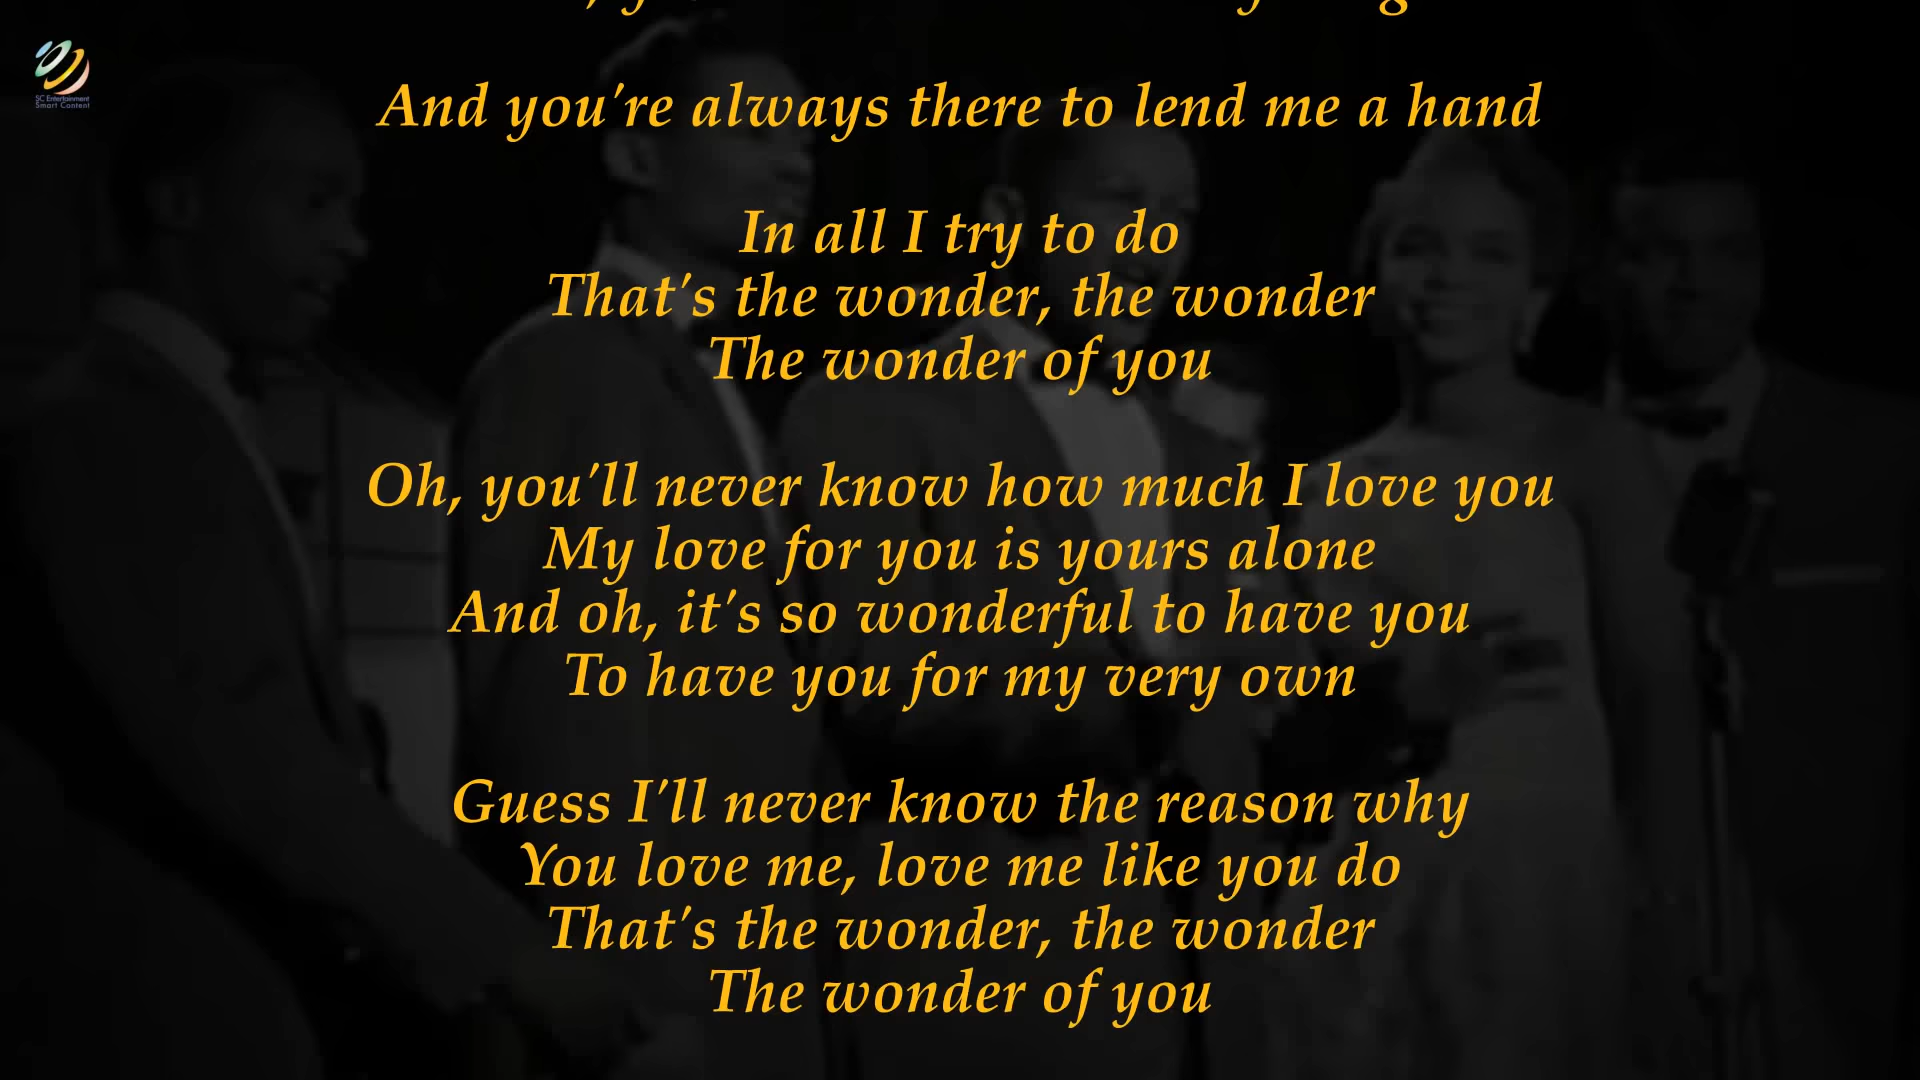 SC Entertainment
Smart Content
And you're always there to lend me a hand
In all I try to do
That's the wonder, the wonder
The wonder of you
Oh, you'll never know how much I love you
My love for you is yours alone
And oh, it's so wonderful to have you
To have you for my very own
Guess I'll never know the reason why
You love me, love me like you do
That's the wonder, the wonder
The wonder of you